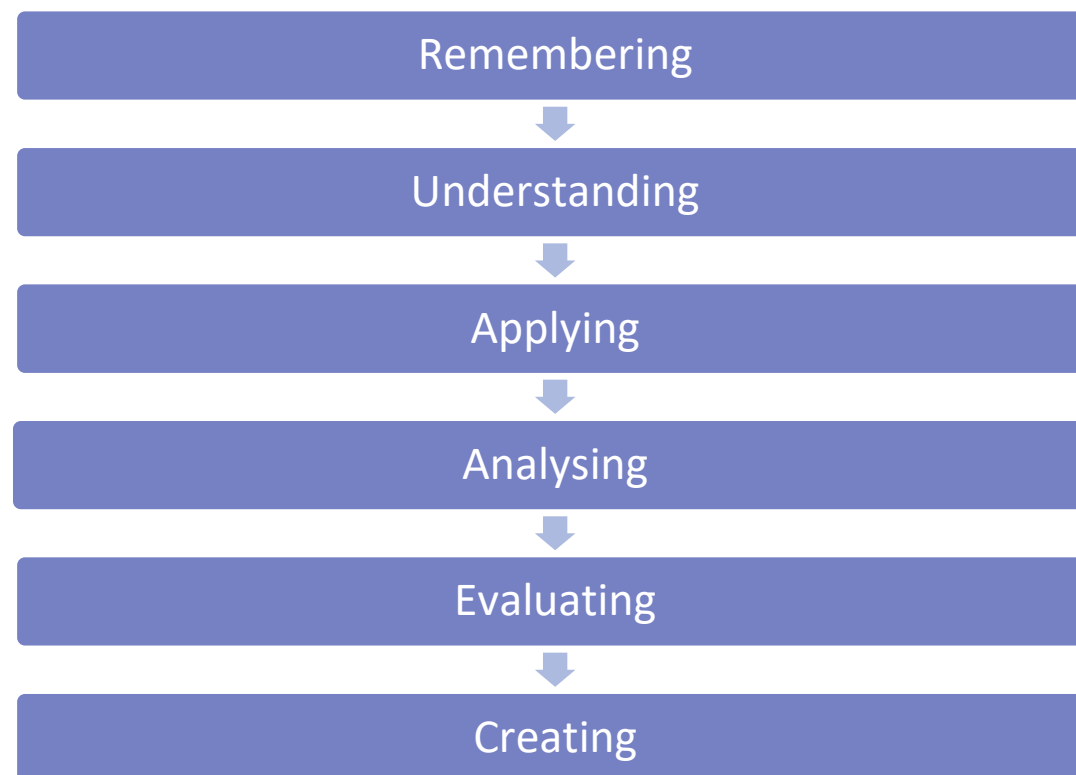 Remembering
Understanding
Applying
Analysing
Evaluating
Creating